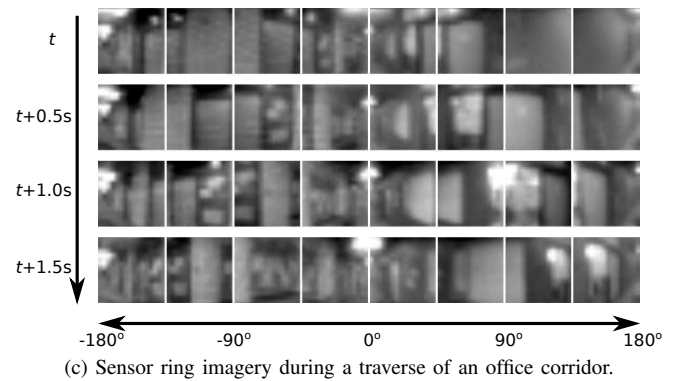 t
t+0.5s
t+1.0s
t+1.5s
-180° -90° 0° 90° 180°
(c) Sensor ring imagery during a traverse of an office corridor.